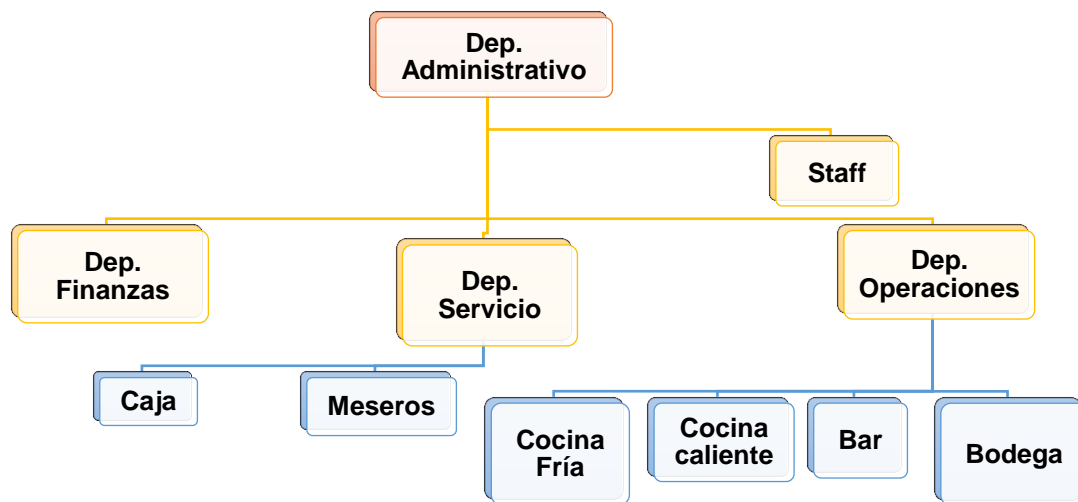 Dep.
Administrativo
Staff
Dep.
Finanzas
Dep.
Servicio
Dep.
Operaciones
Caja
Meseros
Cocina
Fría
Cocina
caliente
Bar
Bodega